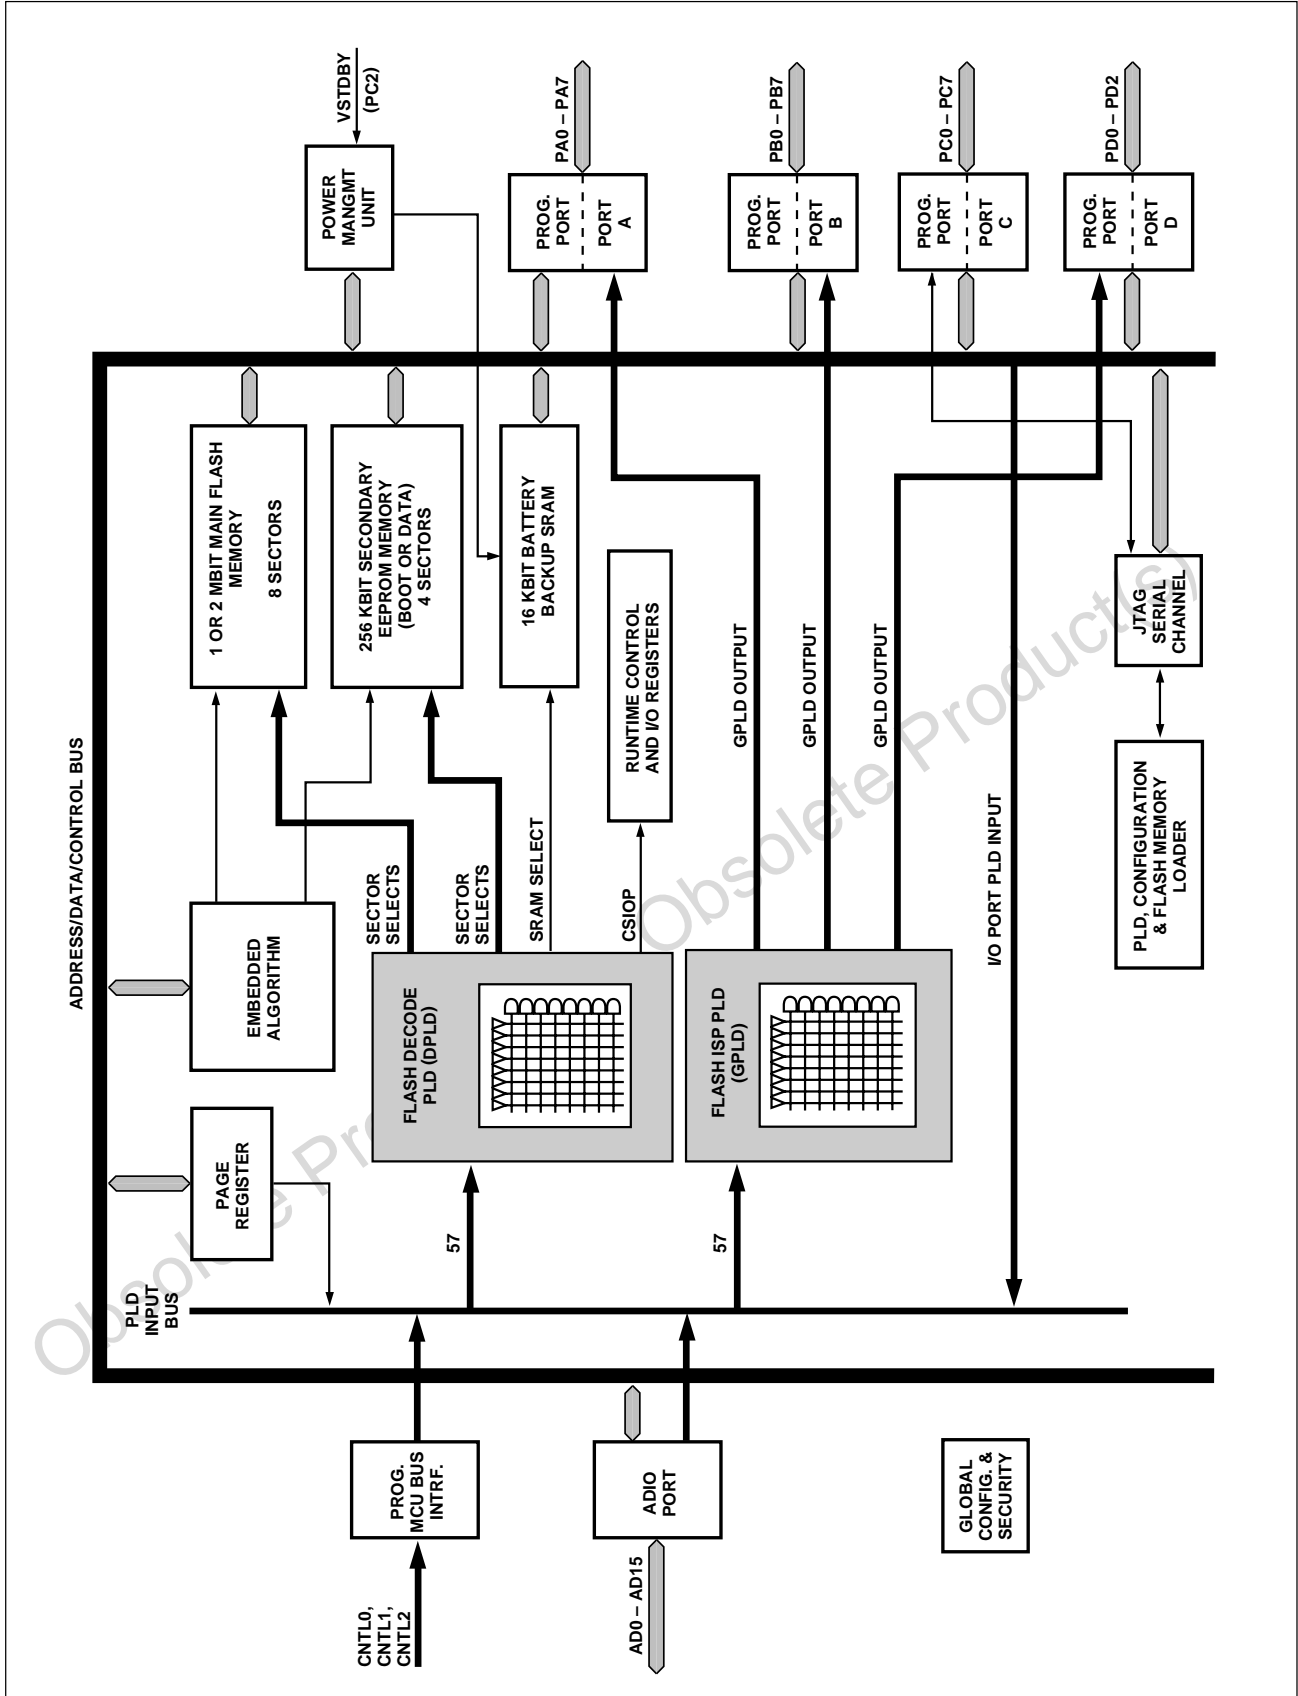 ADDRESS/DATA/CONTROL BUS
CNTL0,
CNTL1,
CNTL2
PROG.
MCU BUS
INTRF.
AD0 – AD15
ADIO
PORT
GLOBAL
CONFIG. &
SECURITY
PLD
INPUT
BUS
PAGE
REGISTER
57
57
EMBEDDED
ALGORITHM
FLASH DECODE
PLD (DPLD)
FLASH ISP PLD
(GPLD)
SECTOR
SELECTS
SECTOR
SELECTS
SRAM SELECT
CSIOP
1 OR 2 MBIT MAIN FLASH
MEMORY
8 SECTORS
256 KBIT SECONDARY
EEPROM MEMORY
(BOOT OR DATA)
4 SECTORS
16 KBIT BATTERY
BACKUP SRAM
RUNTIME CONTROL
AND I/O REGISTERS
GPLD OUTPUT
GPLD OUTPUT
GPLD OUTPUT
I/O PORT PLD INPUT
PLD, CONFIGURATION
& FLASH MEMORY
LOADER
JTAG
SERIAL
CHANNEL
POWER
MANGMT
UNIT
VSTDBY
(PC2)
PROG.
PORT
PORT
A
PA0 – PA7
PROG.
PORT
PORT
B
PB0 – PB7
PROG.
PORT
PORT
C
PC0 – PC7
PROG.
PORT
PORT
D
PD0 – PD2
Obsolete Product(s)
Obsolete Pr